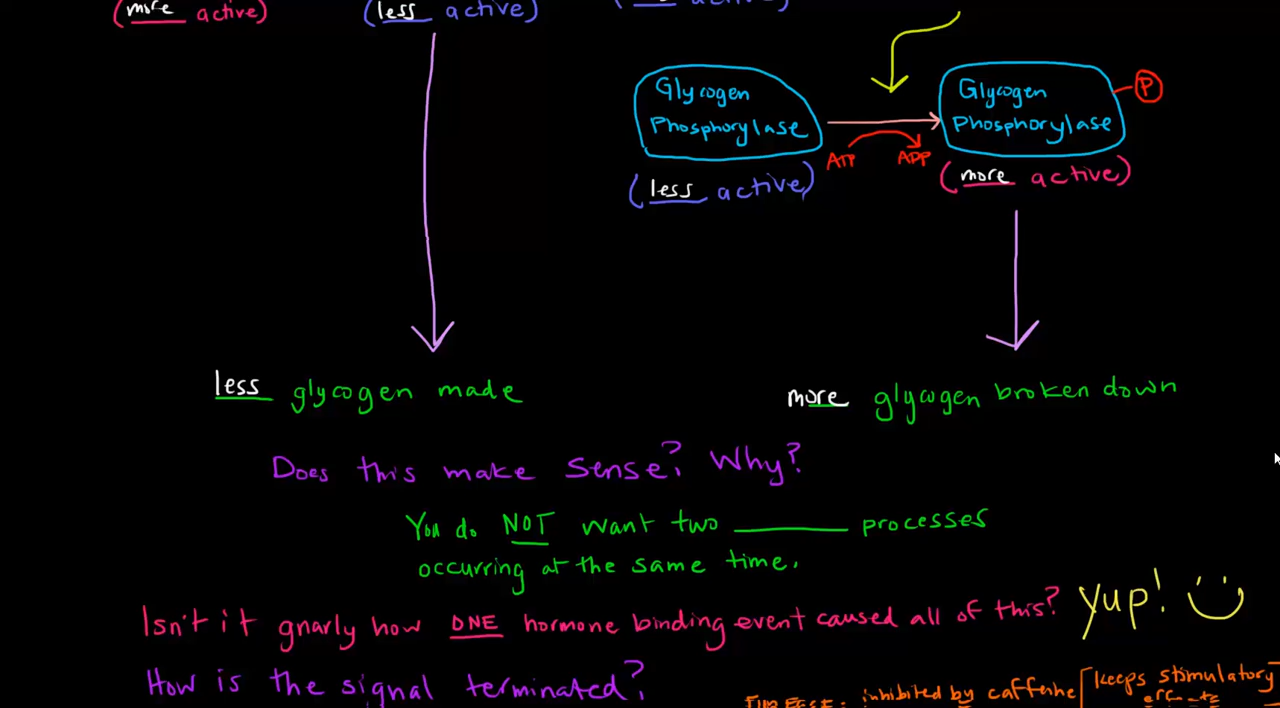 (more active)
(less active)
active)
Glycogen
Phosphorylase
(less active)
ATP
ADP
Glycogen
Phosphorylase
P
(more active)
less glycogen made
more glycogen broken down
Does this make sense? Why?
You do NOT want two ________ processes
occurring at the same time.
Isn't it gnarly how ONE hormone binding event caused all of this?
Yup!
How is the signal terminated?
inhibited by caffeine [keeps stimulatory